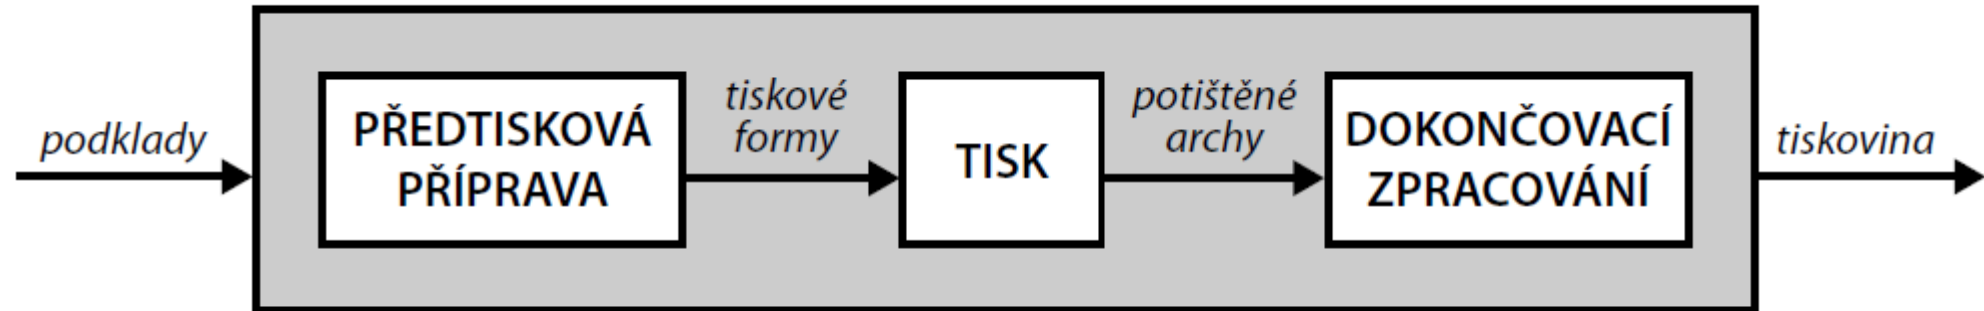 podklady
PŘEDTISKOVÁ
PŘÍPRAVA
tiskové
formy
TISK
potištěné
archy
DOKONČOVACÍ
ZPRACOVÁNÍ
tiskovina